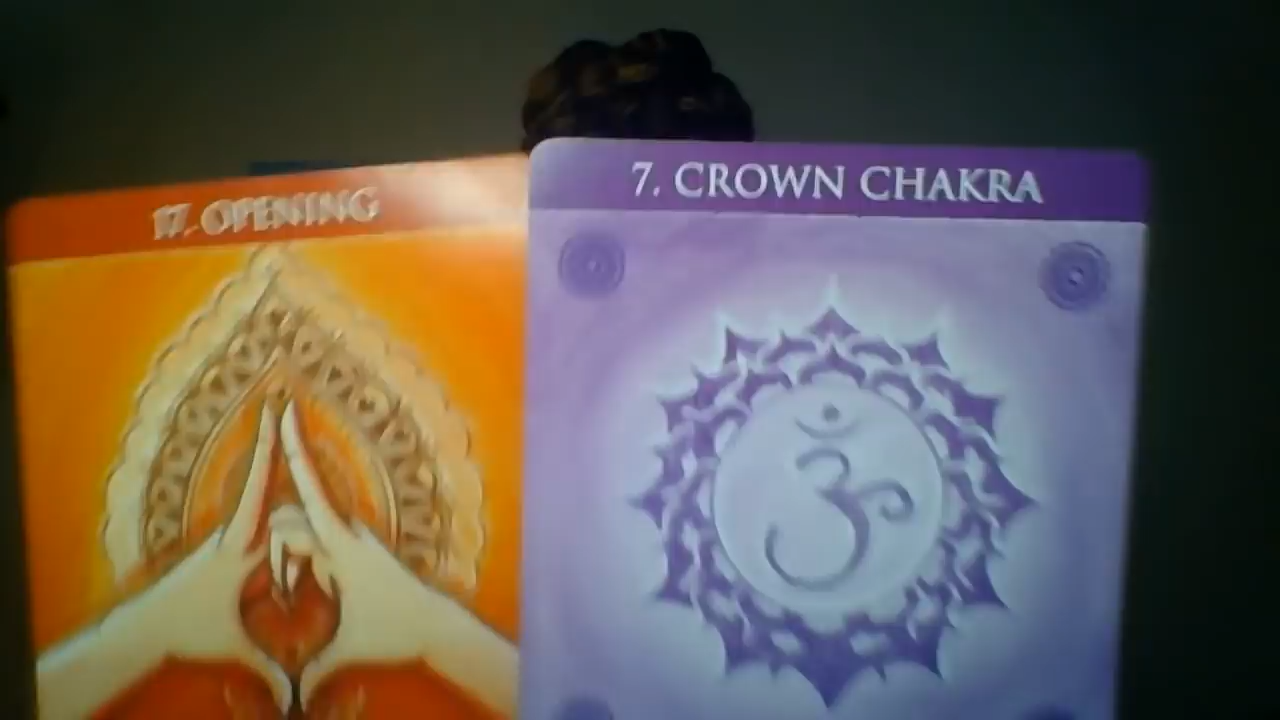 17. OPENING
7. CROWN CHAKRA
ॐ